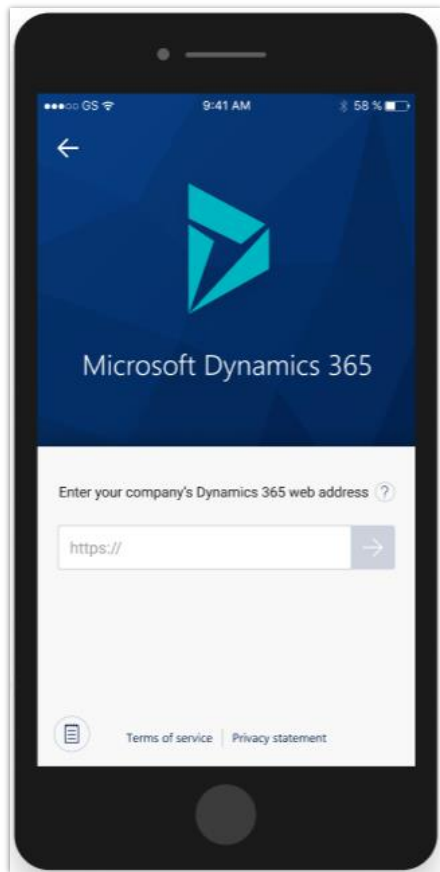 GS 9:41 AM 58 %
Microsoft Dynamics 365
Enter your company's Dynamics 365 web address ?
https://
Terms of service | Privacy statement